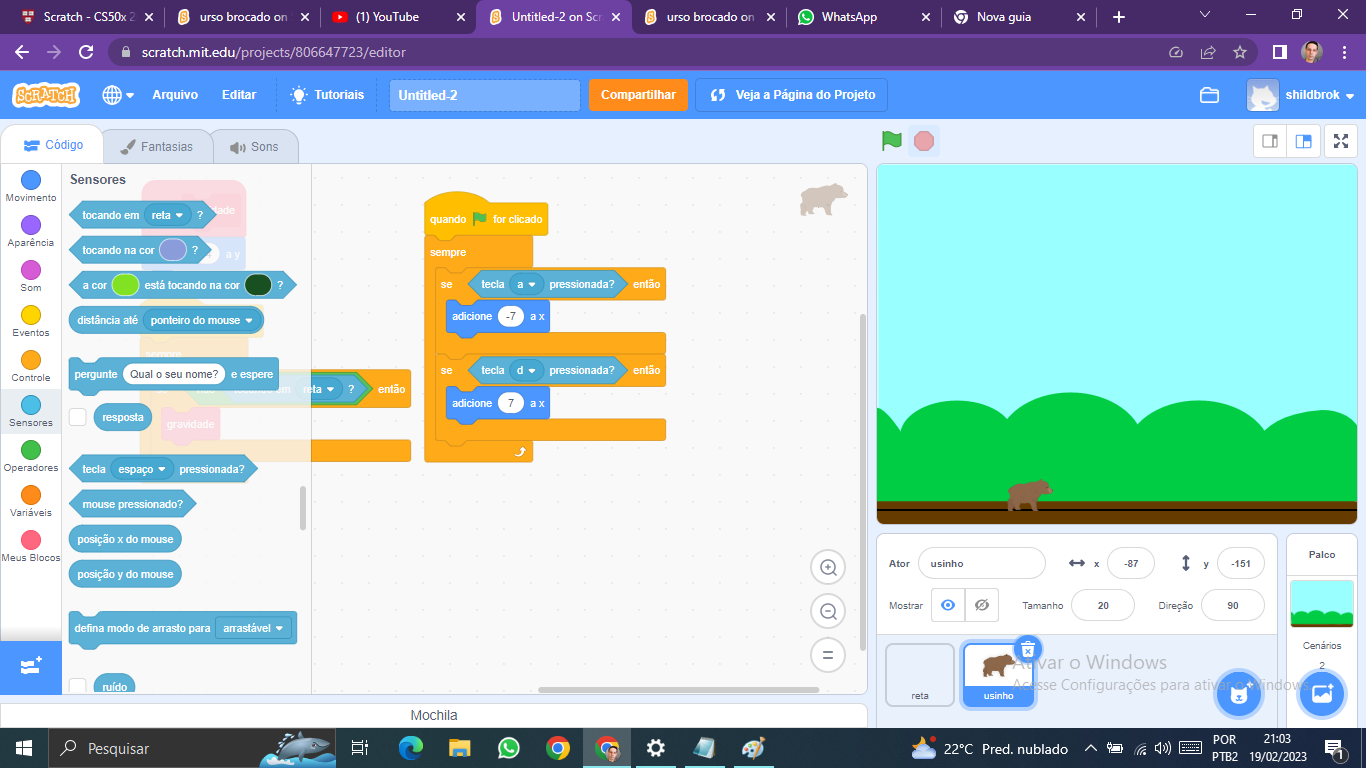 Scratch - CS50x 2
urso brocado on
(1) YouTube
Untitled-2 on Scr
urso brocado on
WhatsApp
Nova guia
scratch.mit.edu/projects/806647723/editor
SCRATCH
Arquivo
Editar
Tutoriais
Untitled-2
Compartilhar
Veja a Página do Projeto
shildbrok
Código
Fantasias
Sons
Movimento
Aparência
Som
Eventos
Controle
Sensores
Operadores
Variáveis
Meus Blocos
Sensores
tocando em reta ?
tocando na cor ?
a cor está tocando na cor ?
distância até ponteiro do mouse
pergunte Qual o seu nome? e espere
resposta
tecla espaço pressionada?
mouse pressionado?
posição x do mouse
posição y do mouse
defina modo de arrasto para arrastável
ruído
a y
sempre
reta ? então
gravidade
quando for clicado
sempre
se tecla a pressionada? então
adicione -7 a x
se tecla d pressionada? então
adicione 7 a x
Mochila
Ator usinho x -87 y -151
Mostrar Tamanho 20 Direção 90
reta
usinho
Palco
Cenários
2
Ativar o Windows
Acesse Configurações para ativar o Windows.
Pesquisar
22°C Pred. nublado
POR
PTB2
21:03
19/02/2023
1